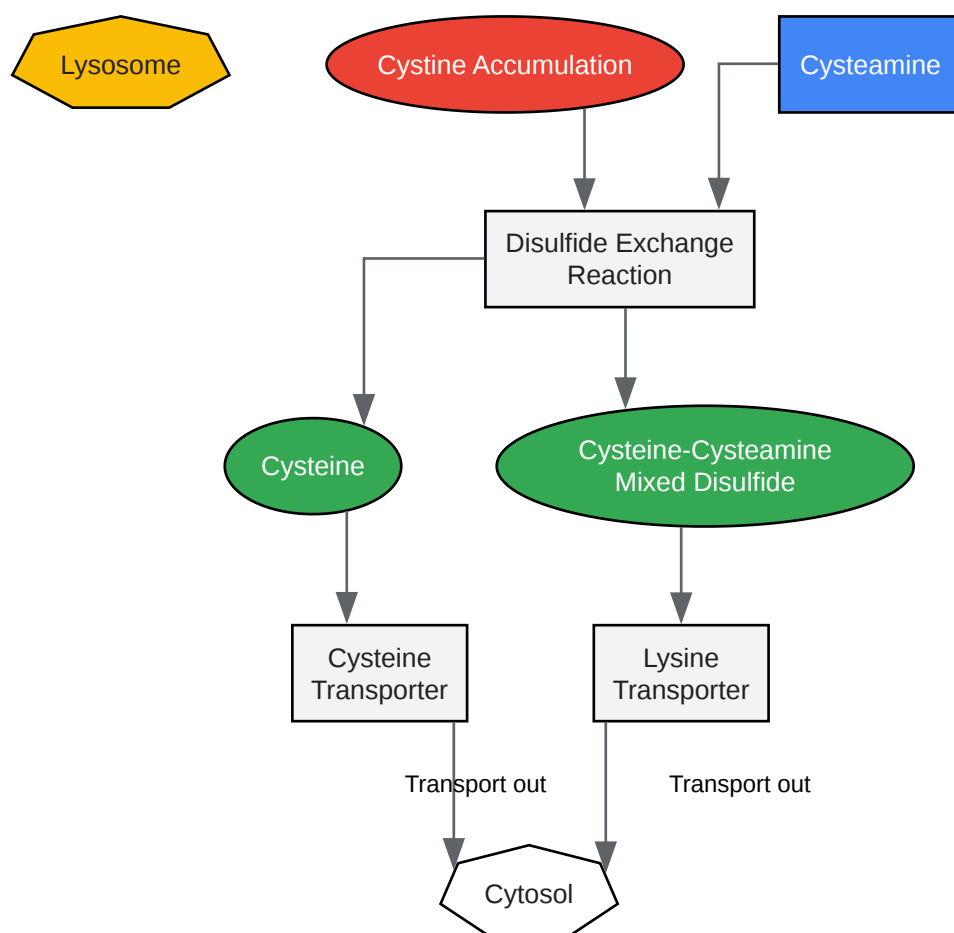 Lysosome
Cystine Accumulation
Cysteamine
Disulfide Exchange
Reaction
Cysteine
Cysteine-Cysteamine
Mixed Disulfide
Cysteine
Transporter
Lysine
Transporter
Transport out
Transport out
Cytosol